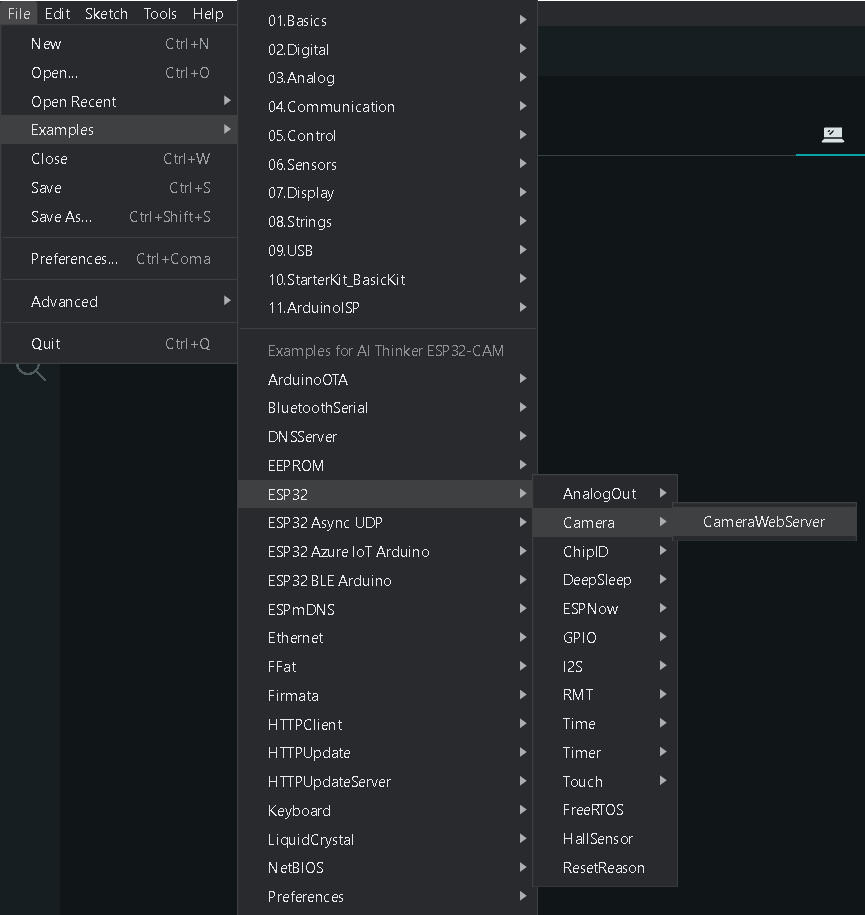 File Edit Sketch Tools Help
New Ctrl+N
Open... Ctrl+O
Open Recent
Examples
Close Ctrl+W
Save Ctrl+S
Save As... Ctrl+Shift+S
Preferences... Ctrl+Coma
Advanced
Quit Ctrl+Q
01.Basics
02.Digital
03.Analog
04.Communication
05.Control
06.Sensors
07.Display
08.Strings
09.USB
10.StarterKit_BasicKit
11.ArduinoISP
Examples for AI Thinker ESP32-CAM
ArduinoOTA
BluetoothSerial
DNSServer
EEPROM
ESP32
ESP32 Async UDP
ESP32 Azure IoT Arduino
ESP32 BLE Arduino
ESPmDNS
Ethernet
FFat
Firmata
HTTPClient
HTTPUpdate
HTTPUpdateServer
Keyboard
LiquidCrystal
NetBIOS
Preferences
AnalogOut
Camera
ChipID
DeepSleep
ESPNow
GPIO
I2S
RMT
Time
Timer
Touch
FreeRTOS
HallSensor
ResetReason
CameraWebServer